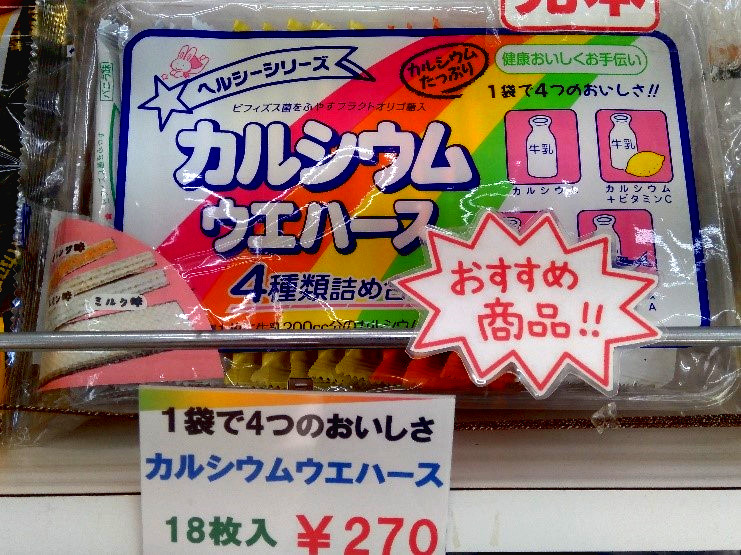 見本
ヘルシーシリーズ
カルシウム
たっぷり
健康おいしくお手伝い
ビフィズス菌をふやすフラクトオリゴ糖入
1袋で4つのおいしさ!!
カルシウム
ウエハース
4種類詰め合
牛乳
カルシウム
牛乳
カルシウム
+ビタミンC
ミルク味
おすすめ
商品!!
1袋で4つのおいしさ
カルシウムウエハース
18枚入 ¥270